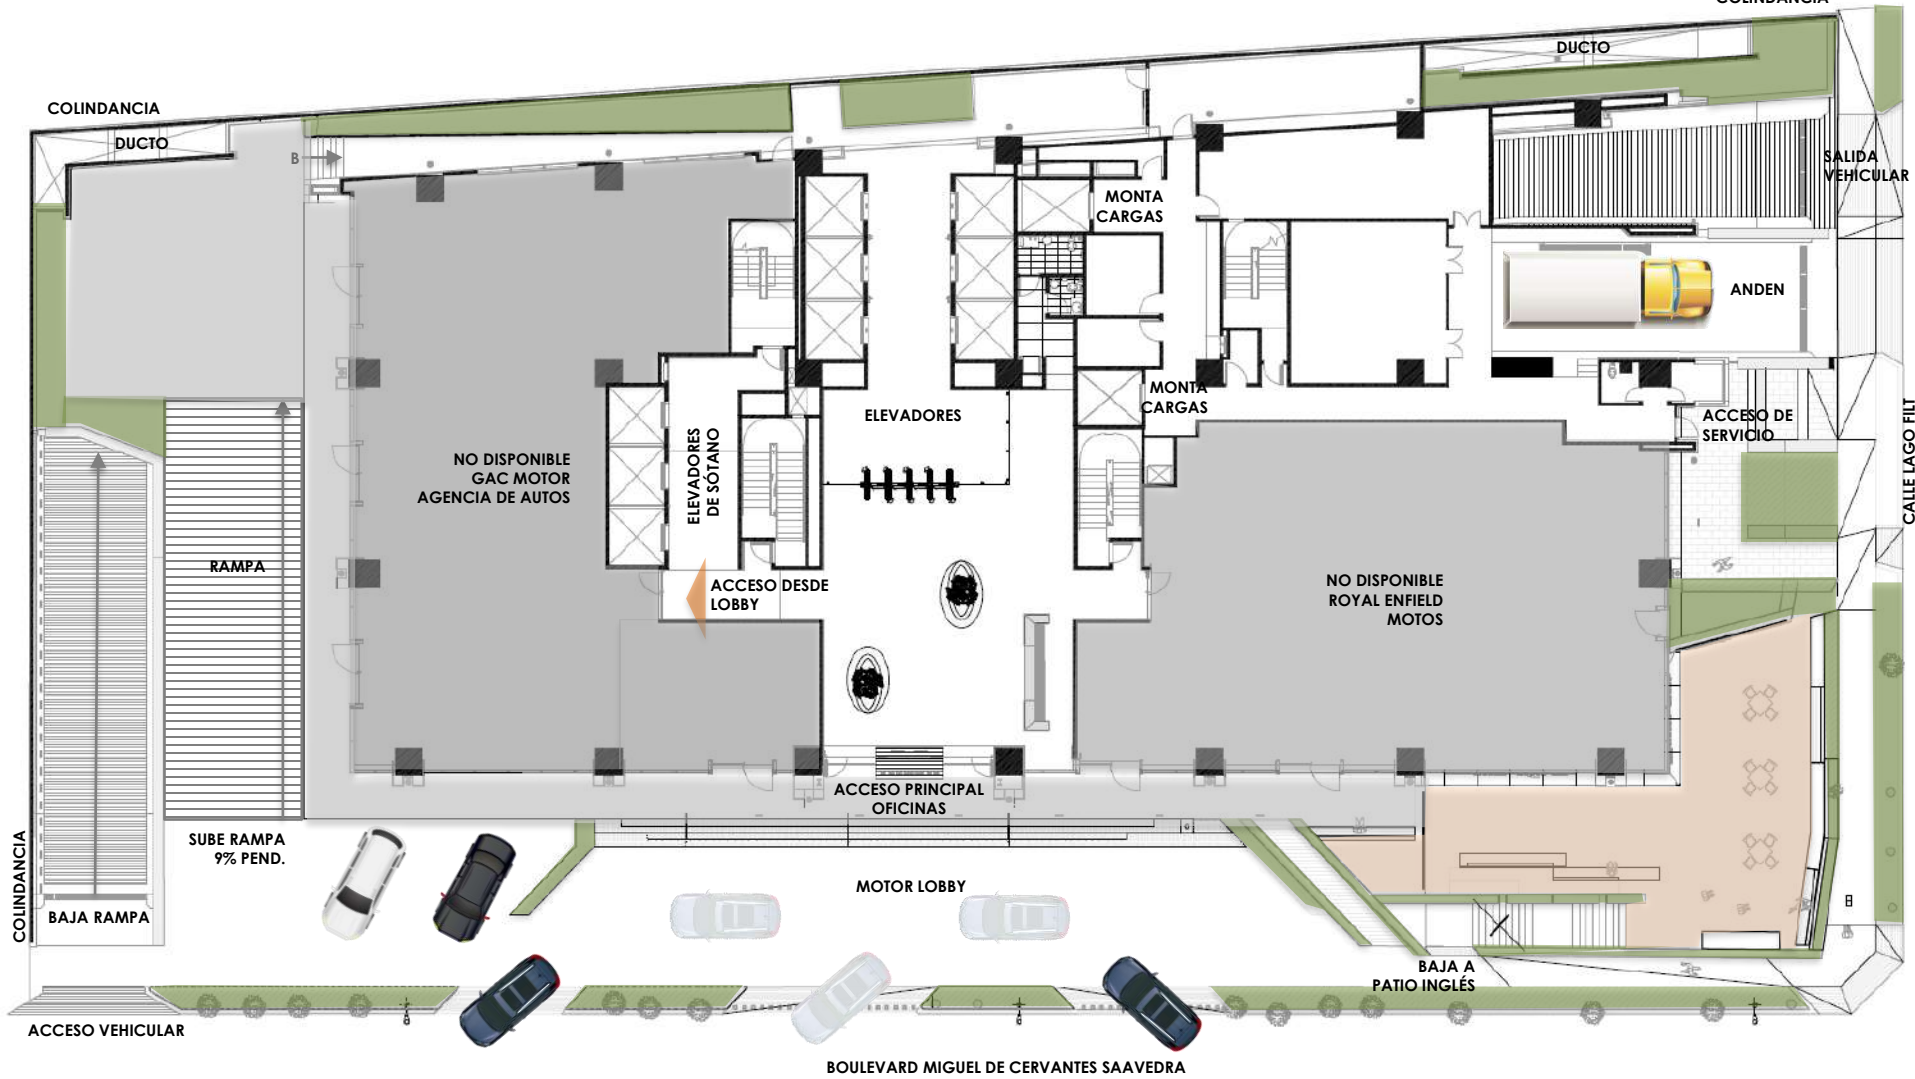 COLINDANCIA
COLINDANCIA
DUCTO
DUCTO
B
SALIDA
VEHICULAR
MONTA
CARGAS
ANDEN
MONTA
CARGAS
ELEVADORES
ACCESO DE
SERVICIO
CALLE LAGO FILT
NO DISPONIBLE
GAC MOTOR
AGENCIA DE AUTOS
ELEVADORES
DE SÓTANO
RAMPA
ACCESO DESDE
LOBBY
NO DISPONIBLE
ROYAL ENFIELD
MOTOS
ACCESO PRINCIPAL
OFICINAS
SUBE RAMPA
9% PEND.
COLINDANCIA
BAJA RAMPA
MOTOR LOBBY
BAJA A
PATIO INGLÉS
ACCESO VEHICULAR
BOULEVARD MIGUEL DE CERVANTES SAAVEDRA